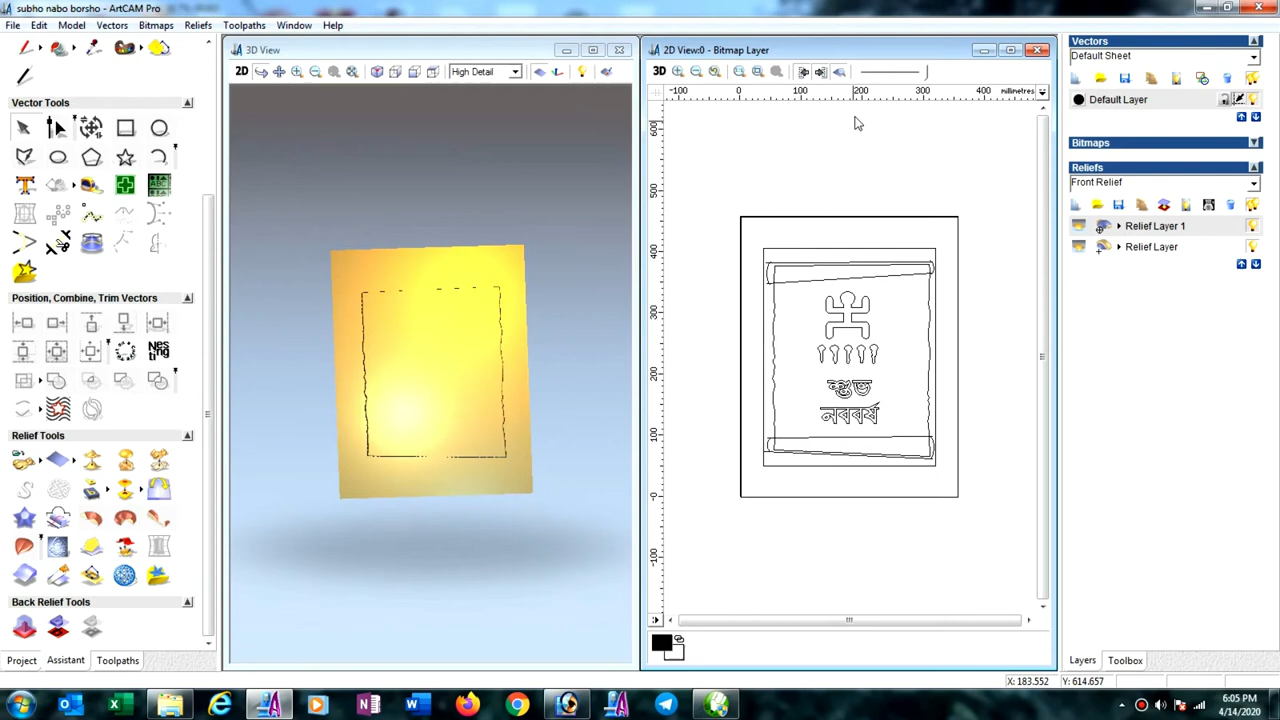 subho nabo borsho - ArtCAM Pro
File Edit Model Vectors Bitmaps Reliefs Toolpaths Window Help
3D View
2D View:0 - Bitmap Layer
Vectors
Default Sheet
2D
High Detail
3D
-100 0 100 200 300 400 millimetres
Vector Tools
Default Layer
Bitmaps
Reliefs
Front Relief
Relief Layer 1
Relief Layer
600
500
400
300
200
100
-0
-100
ABC
Position, Combine, Trim Vectors
Nes
ting
শুভ
নববর্ষ
Relief Tools
Back Relief Tools
Project Assistant Toolpaths
Layers Toolbox
X: 183.552 Y: 614.657
6:05 PM
4/14/2020